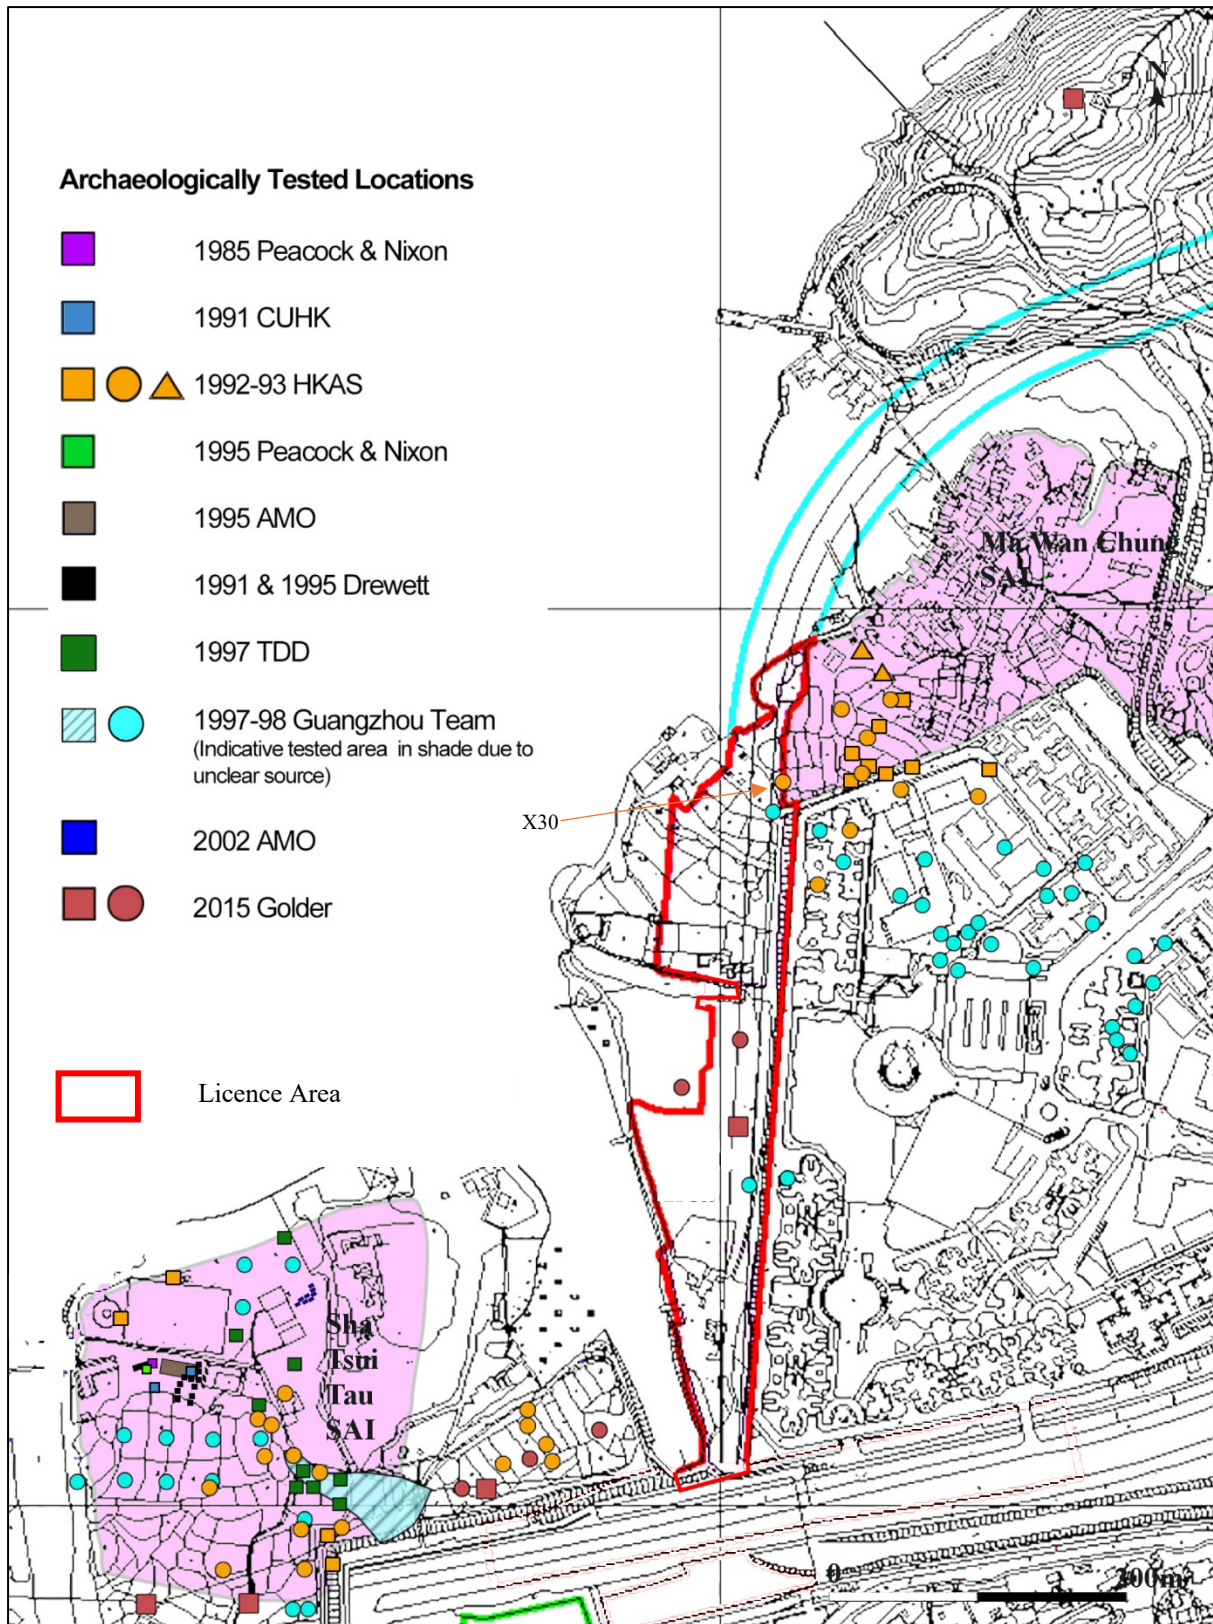 N
Archaeologically Tested Locations
1985 Peacock & Nixon
1991 CUHK
1992-93 HKAS
1995 Peacock & Nixon
1995 AMO
1991 & 1995 Drewett
1997 TDD
1997-98 Guangzhou Team
(Indicative tested area in shade due to
unclear source)
2002 AMO
2015 Golder
Licence Area
Ma Wan Chung
SAI
X30
Sha
Tsui
Tau
SAI
0 200m